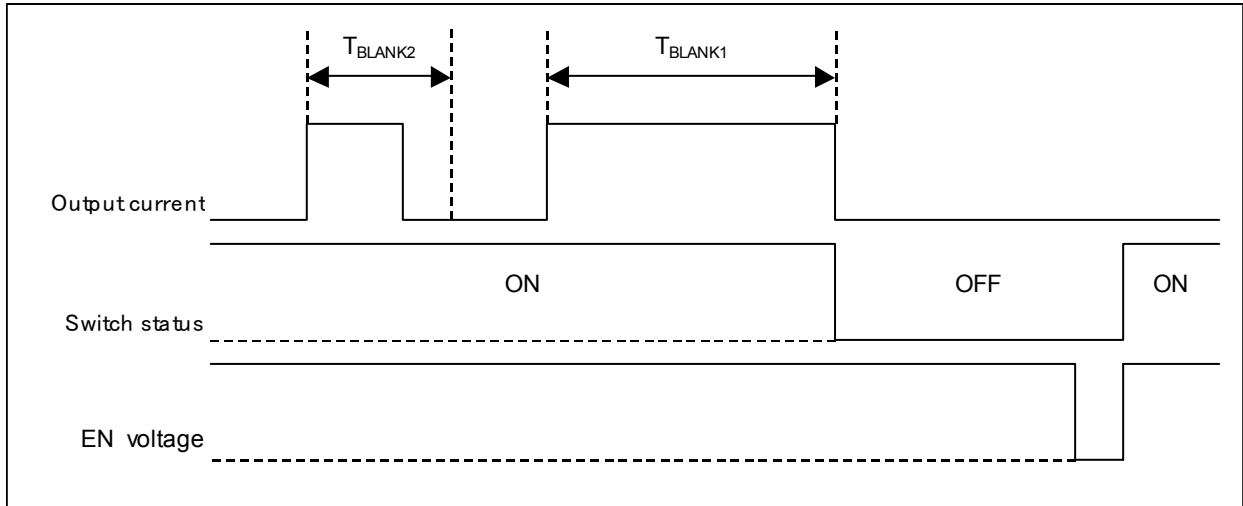 TBLANK2
TBLANK1
Output current
ON
OFF
ON
Switch status
EN voltage